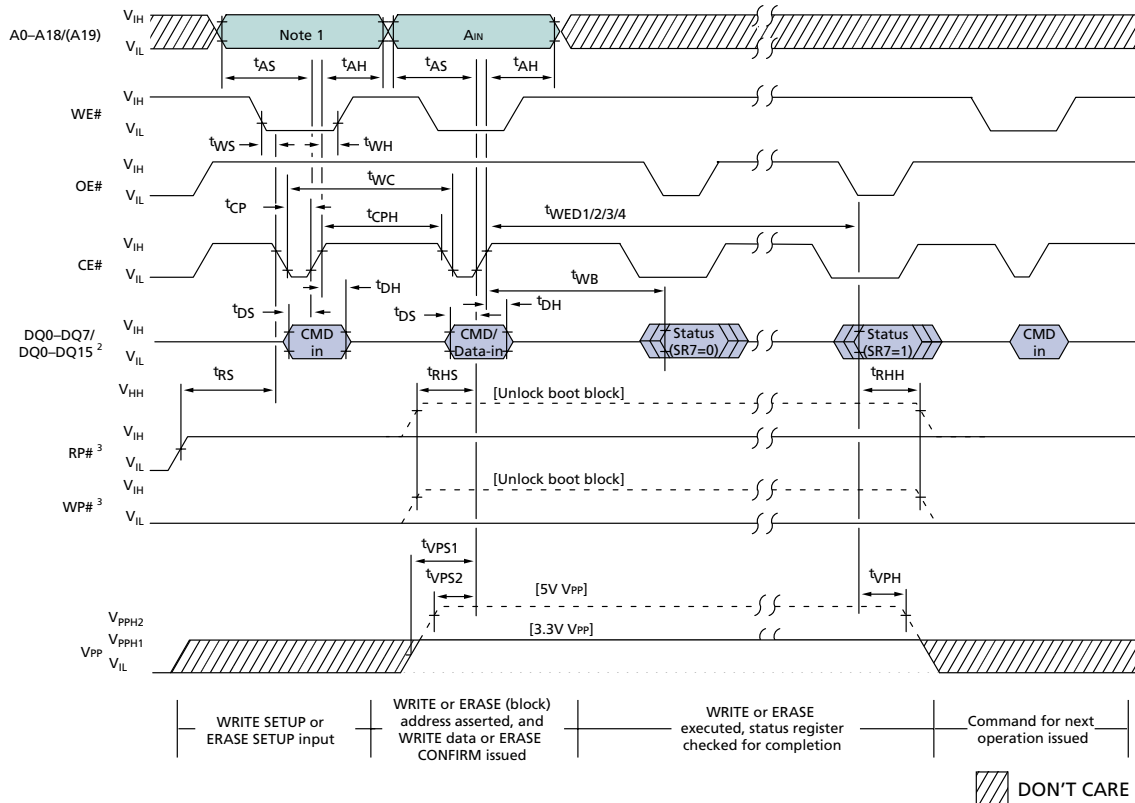 A0–A18/(A19)
VIH
VIL
Note 1
AIN
tAS
tAH
tAS
tAH
WE#
VIH
VIL
tWS
tWH
OE#
VIH
VIL
tWC
tCP
tCPH
tWED1/2/3/4
CE#
VIH
VIL
tWB
tDH
tDH
tDS
tDS
DQ0–DQ7/
DQ0–DQ15 2
VIH
VIL
CMD
in
CMD/
Data-in
Status
(SR7=0)
Status
(SR7=1)
CMD
in
tRS
tRHS
tRHH
VHH
[Unlock boot block]
VIH
RP# 3
VIL
VIH
[Unlock boot block]
WP# 3
VIL
tVPS1
tVPS2
tVPH
[5V VPP]
VPPH2
VPPH1
[3.3V VPP]
VPP
VIL
WRITE SETUP or
ERASE SETUP input
WRITE or ERASE (block)
address asserted, and
WRITE data or ERASE
CONFIRM issued
WRITE or ERASE
executed, status register
checked for completion
Command for next
operation issued
DON'T CARE